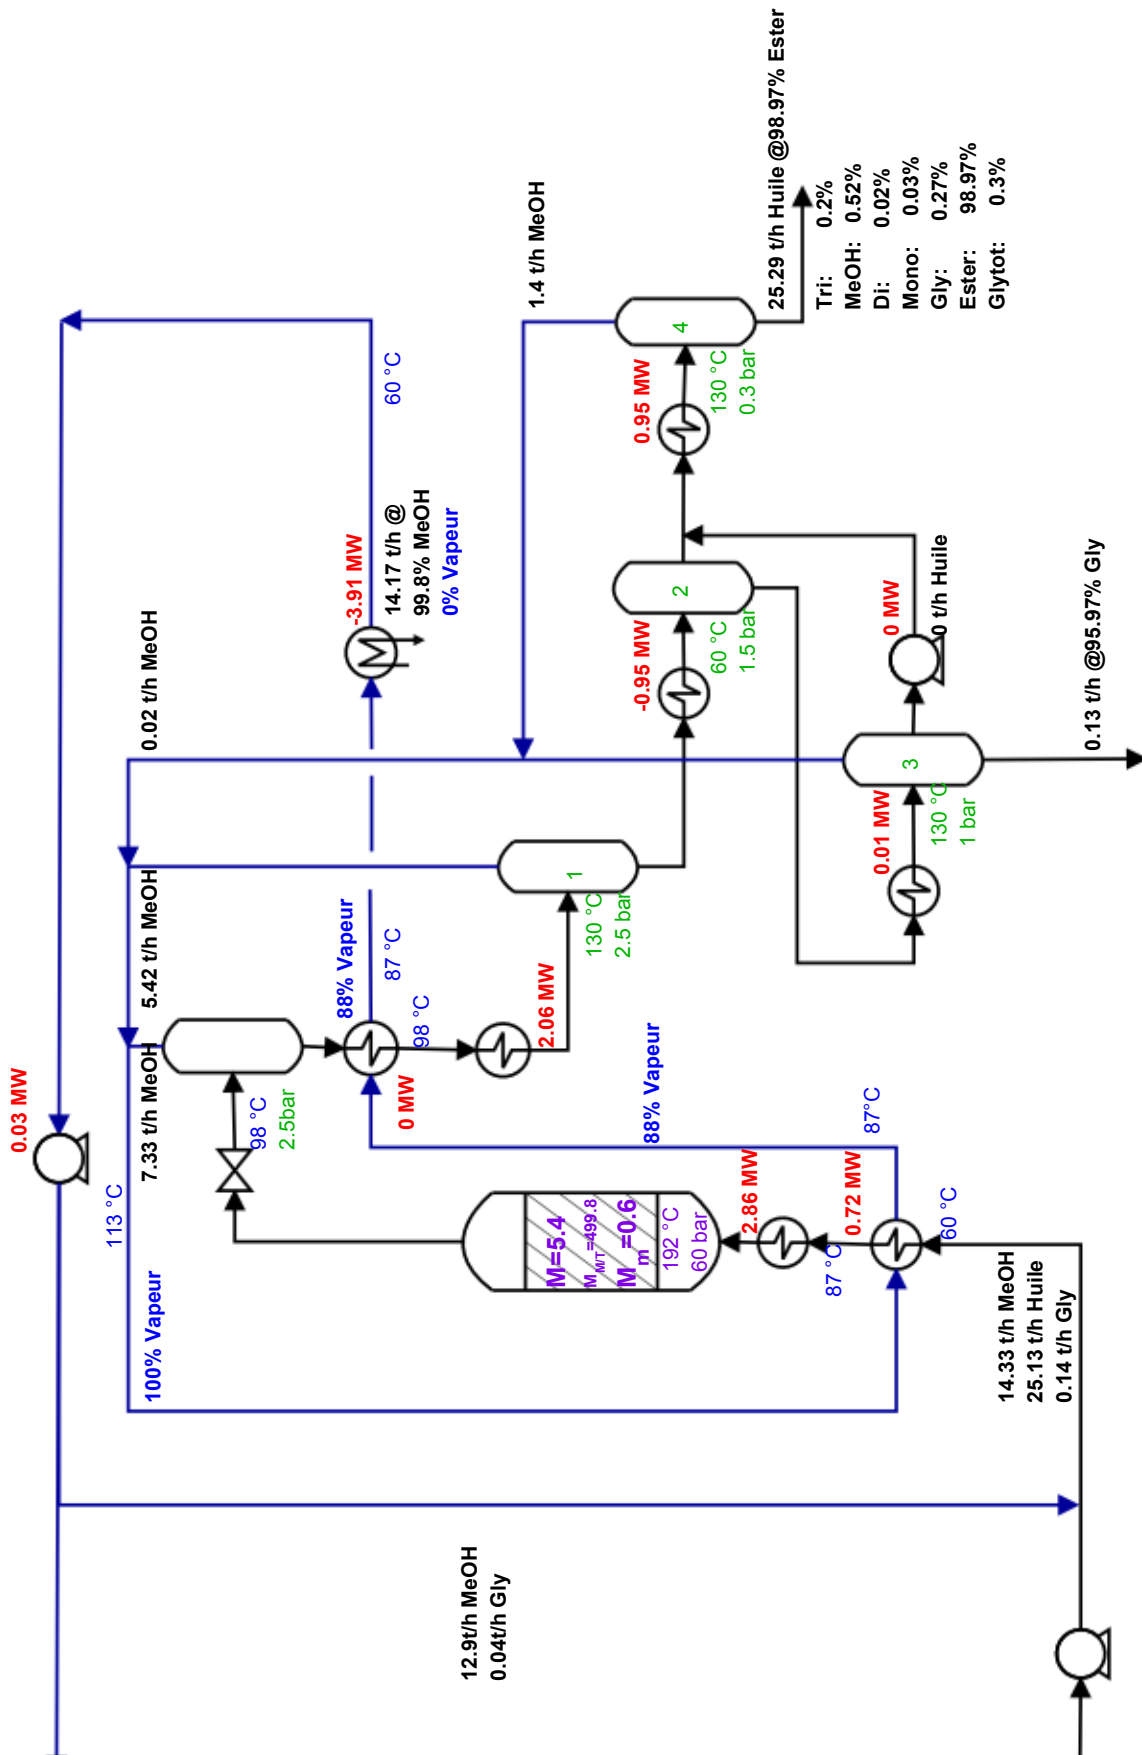 25.29 t/h Huile @98.97% Ester
Tri: 0.2%
MeOH: 0.52%
Di: 0.02%
Mono: 0.03%
Gly: 0.27%
Ester: 98.97%
Glytot: 0.3%
1.4 t/h MeOH
60 °C
4
0.95 MW
130 °C
0.3 bar
-3.91 MW
14.17 t/h @
99.8% MeOH
0% Vapeur
2
-0.95 MW
60 °C
1.5 bar
0 MW
0 t/h Huile
0.02 t/h MeOH
3
0.01 MW
130 °C
1 bar
0.13 t/h @95.97% Gly
5.42 t/h MeOH
1
130 °C
2.5 bar
88% Vapeur
87 °C
98 °C
2.06 MW
0 MW
7.33 t/h MeOH
98 °C
2.5bar
0.03 MW
113 °C
100% Vapeur
88% Vapeur
87°C
M=5.4
M M/T =499.8
M m =0.6
192 °C
60 bar
2.86 MW
87 °C
0.72 MW
60 °C
14.33 t/h MeOH
25.13 t/h Huile
0.14 t/h Gly
12.9t/h MeOH
0.04t/h Gly